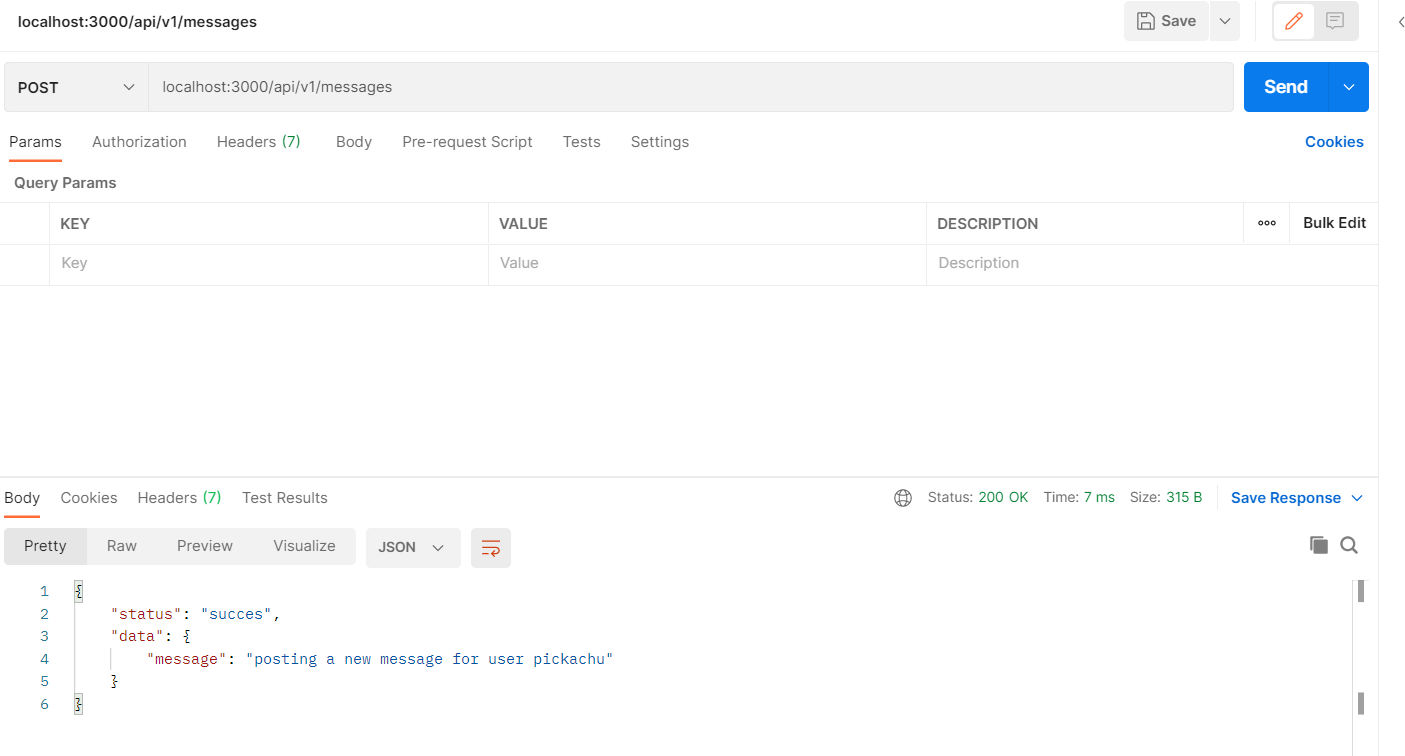 localhost:3000/api/v1/messages
Save
POST
localhost:3000/api/v1/messages
Send
Params Authorization Headers (7) Body Pre-request Script Tests Settings Cookies
Query Params
KEY VALUE DESCRIPTION ooo Bulk Edit
Key Value Description
Body Cookies Headers (7) Test Results Status: 200 OK Time: 7 ms Size: 315 B Save Response
Pretty Raw Preview Visualize JSON
1 {
2 "status": "succes",
3 "data": {
4 "message": "posting a new message for user pickachu"
5 }
6 }